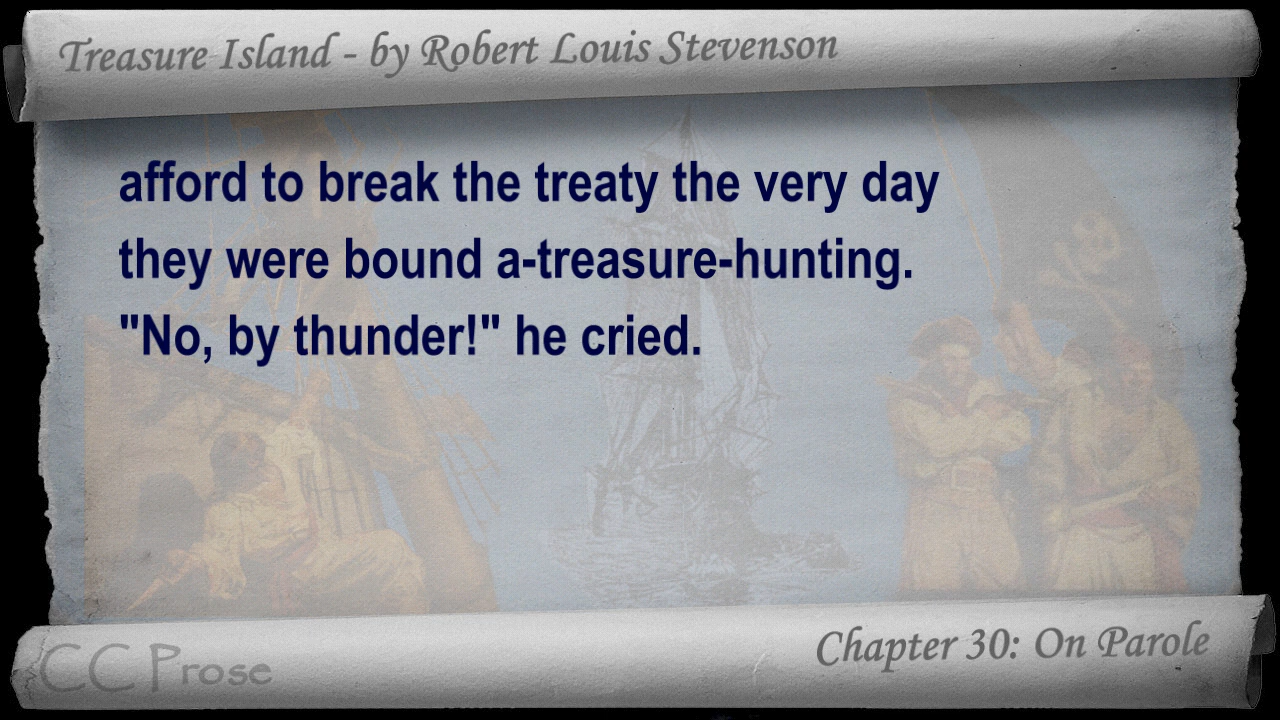 Treasure Island - by Robert Louis Stevenson
afford to break the treaty the very day
they were bound a-treasure-hunting.
"No, by thunder!" he cried.
CC Prose
Chapter 30: On Parole